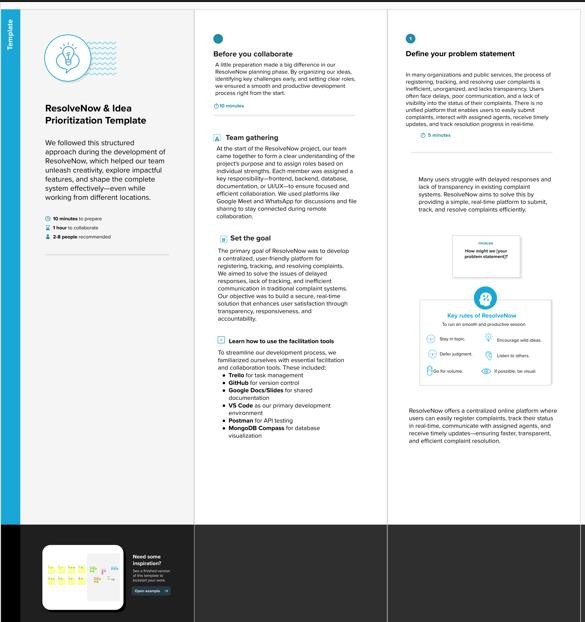 Template
ResolveNow & Idea
Prioritization Template
We followed this structured
approach during the development of
ResolveNow, which helped our team
unleash creativity, explore impactful
features, and shape the complete
system effectively—even while
working from different locations.
10 minutes to prepare
1 hour to collaborate
2-8 people recommended
Before you collaborate
A little preparation made a big difference in our
ResolveNow planning phase. By organizing our ideas,
identifying key challenges early, and setting clear roles,
we ensured a smooth and productive development
process right from the start.
10 minutes
A
Team gathering
At the start of the ResolveNow project, our team
came together to form a clear understanding of the
project's purpose and to assign roles based on
individual strengths. Each member was assigned a
key responsibility—frontend, backend, database,
documentation, or UI/UX—to ensure focused and
efficient collaboration. We used platforms like
Google Meet and WhatsApp for discussions and file
sharing to stay connected during remote
collaboration.
B
Set the goal
The primary goal of ResolveNow was to develop
a centralized, user-friendly platform for
registering, tracking, and resolving complaints.
We aimed to solve the issues of delayed
responses, lack of tracking, and inefficient
communication in traditional complaint systems.
Our objective was to build a secure, real-time
solution that enhances user satisfaction through
transparency, responsiveness, and
accountability.
Learn how to use the facilitation tools
To streamline our development process, we
familiarized ourselves with essential facilitation
and collaboration tools. These included:
● Trello for task management
● GitHub for version control
● Google Docs/Slides for shared
documentation
● VS Code as our primary development
environment
● Postman for API testing
● MongoDB Compass for database
visualization
1
Define your problem statement
In many organizations and public services, the process of
registering, tracking, and resolving user complaints is
inefficient, unorganized, and lacks transparency. Users
often face delays, poor communication, and a lack of
visibility into the status of their complaints. There is no
unified platform that enables users to easily submit
complaints, interact with assigned agents, receive timely
updates, and track resolution progress in real-time.
5 minutes
Many users struggle with delayed responses and
lack of transparency in existing complaint
systems. ResolveNow aims to solve this by
providing a simple, real-time platform to submit,
track, and resolve complaints efficiently.
PROBLEM
How might we [your
problem statement]?
Key rules of ResolveNow
To run an smooth and productive session
Stay in topic.
Encourage wild ideas.
Defer judgment.
Listen to others.
Go for volume.
If possible, be visual.
ResolveNow offers a centralized online platform where
users can easily register complaints, track their status
in real-time, communicate with assigned agents, and
receive timely updates—ensuring faster, transparent,
and efficient complaint resolution.
Need some
inspiration?
See a finished version
of this template to
kickstart your work.
Open example →